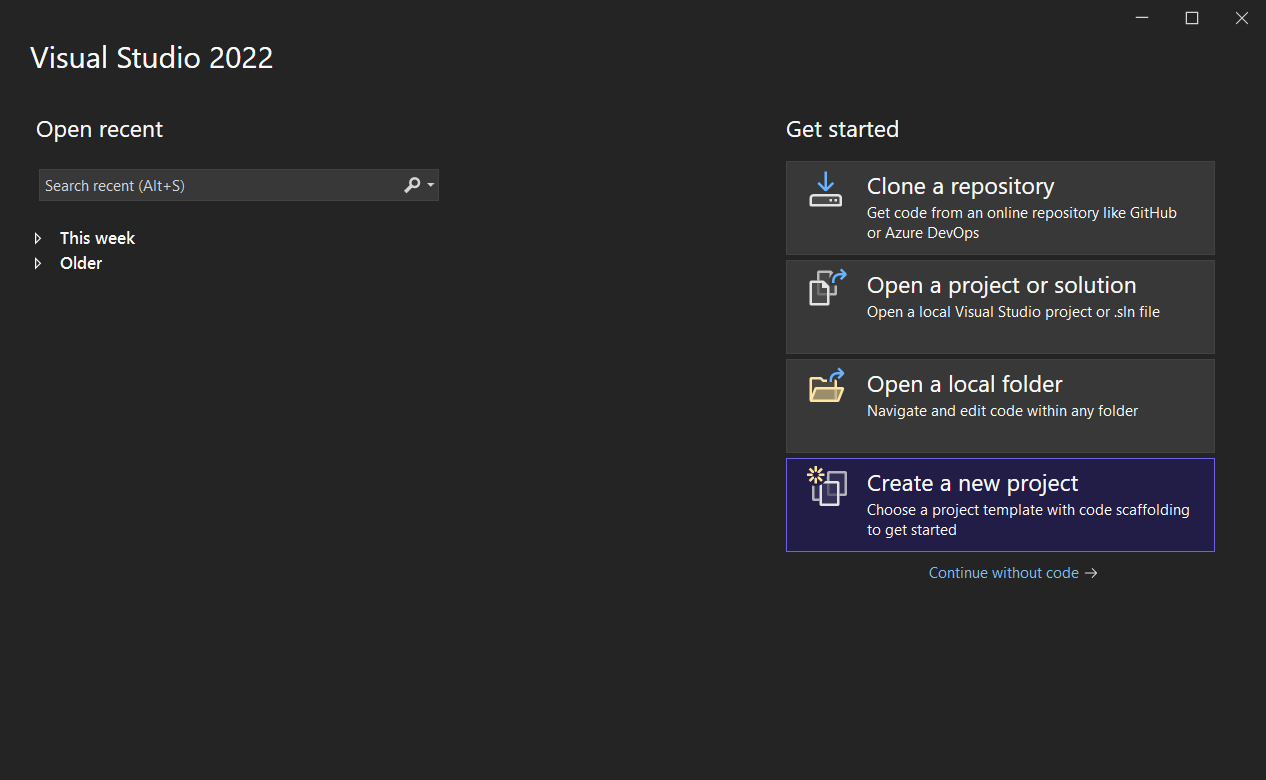 Visual Studio 2022
Open recent
Search recent (Alt+S)
This week
Older
Get started
Clone a repository
Get code from an online repository like GitHub
or Azure DevOps
Open a project or solution
Open a local Visual Studio project or .sln file
Open a local folder
Navigate and edit code within any folder
Create a new project
Choose a project template with code scaffolding
to get started
Continue without code →